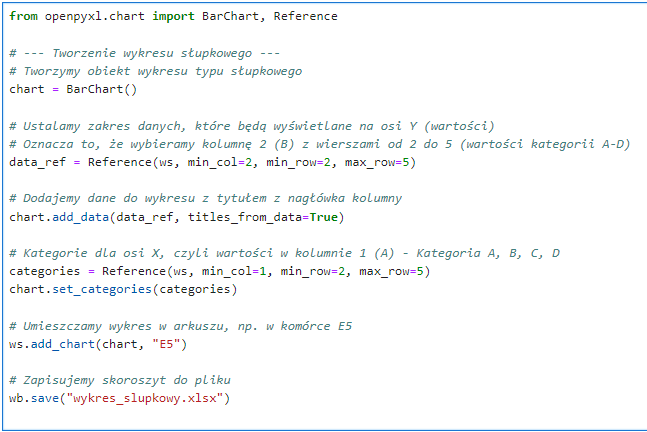 from openpyxl.chart import BarChart, Reference
# --- Tworzenie wykresu słupkowego ---
# Tworzymy obiekt wykresu typu słupkowego
chart = BarChart()
# Ustalamy zakres danych, które będą wyświetlane na osi Y (wartości)
# Oznacza to, że wybieramy kolumnę 2 (B) z wierszami od 2 do 5 (wartości kategorii A-D)
data_ref = Reference(ws, min_col=2, min_row=2, max_row=5)
# Dodajemy dane do wykresu z tytułem z nagłówka kolumny
chart.add_data(data_ref, titles_from_data=True)
# Kategorie dla osi X, czyli wartości w kolumnie 1 (A) - Kategoria A, B, C, D
categories = Reference(ws, min_col=1, min_row=2, max_row=5)
chart.set_categories(categories)
# Umieszczamy wykres w arkuszu, np. w komórce E5
ws.add_chart(chart, "E5")
# Zapisujemy skoroszyt do pliku
wb.save("wykres_slupkowy.xlsx")